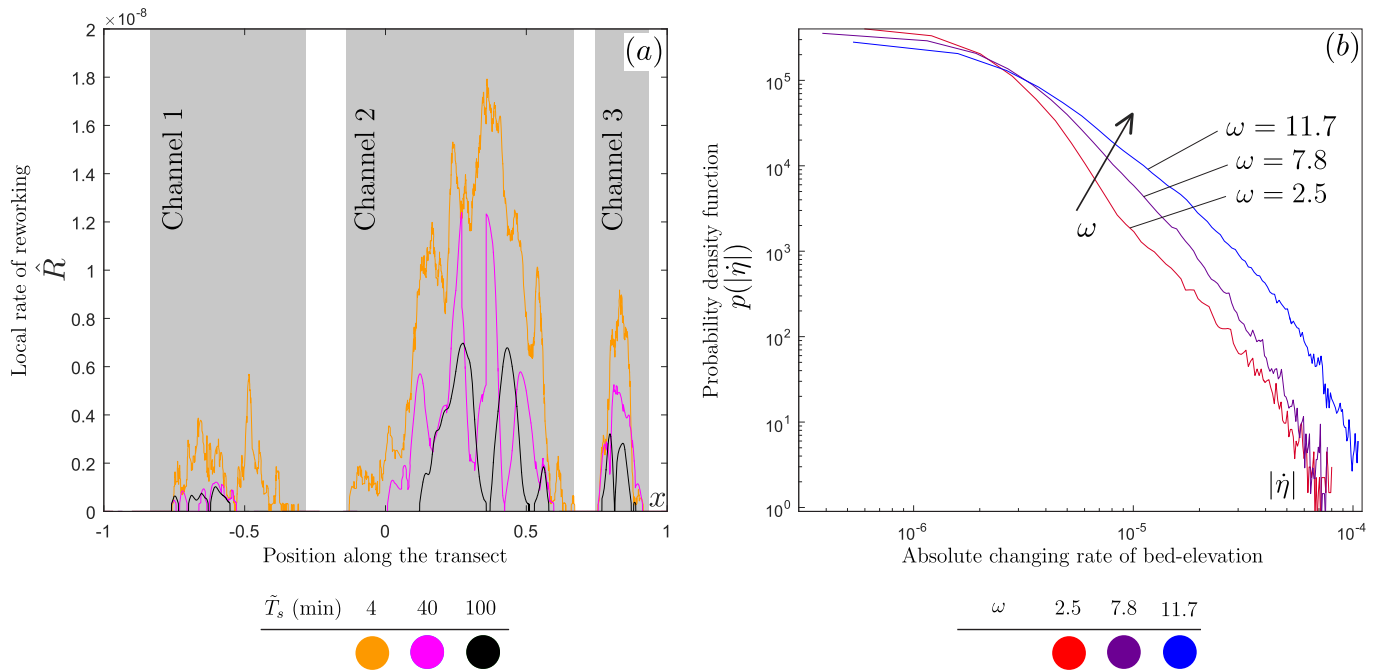 ×10⁻⁸
2
1.8
1.6
1.4
1.2
1
0.8
0.6
0.4
0.2
0
-1
-0.5
0
0.5
1
(a)
Channel 1
Channel 2
Channel 3
x
Local rate of reworking
R̂
Position along the transect
T̃ₛ (min) 4 40 100
(b)
10⁵
10⁴
10³
10²
10¹
10⁰
10⁻⁶
10⁻⁵
10⁻⁴
ω = 11.7
ω = 7.8
ω = 2.5
ω
|η̇|
Probability density function
p(|η̇|)
Absolute changing rate of bed-elevation
ω 2.5 7.8 11.7